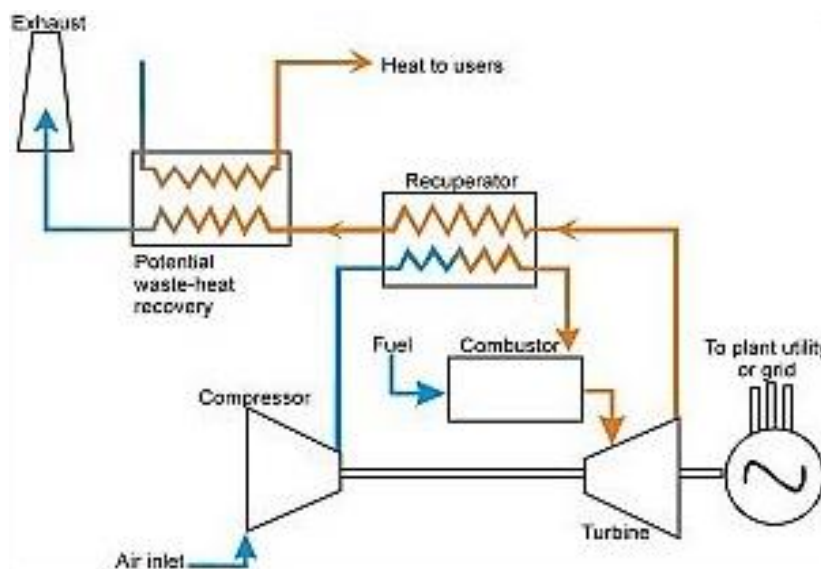 Exhaust
Heat to users
Recuperator
Potential
waste-heat
recovery
Fuel
Combustor
To plant utility
or grid
Compressor
Turbine
Air inlet